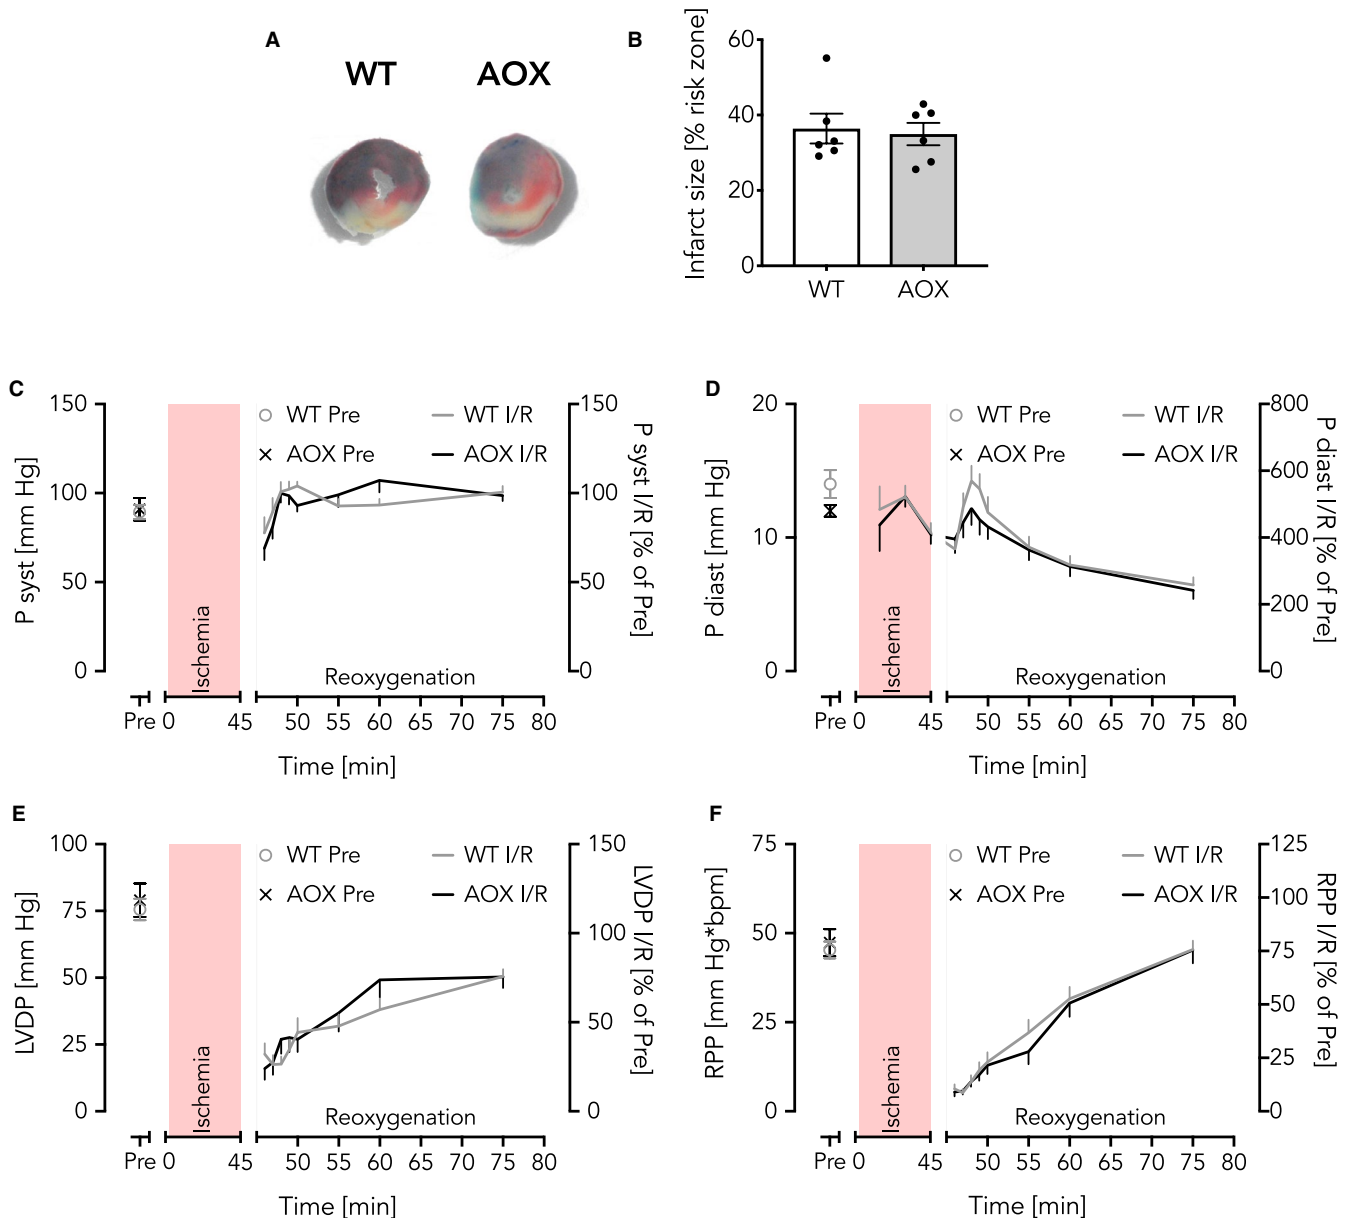 A
WT
AOX
B
Infarct size [% risk zone]
60
40
20
0
WT
AOX
C
P syst [mm Hg]
150
100
50
0
WT Pre
WT I/R
AOX Pre
AOX I/R
150
100
50
0
P syst I/R [% of Pre]
Ischemia
Reoxygenation
Pre 0 45 50 55 60 65 70 75 80
Time [min]
D
P diast [mm Hg]
20
15
10
5
0
WT Pre
WT I/R
AOX Pre
AOX I/R
800
600
400
200
0
P diast I/R [% of Pre]
Ischemia
Reoxygenation
Pre 0 45 50 55 60 65 70 75 80
Time [min]
E
LVDP [mm Hg]
100
75
50
25
0
WT Pre
WT I/R
AOX Pre
AOX I/R
150
100
50
0
LVDP I/R [% of Pre]
Ischemia
Reoxygenation
Pre 0 45 50 55 60 65 70 75 80
Time [min]
F
RPP [mm Hg*bpm]
75
50
25
0
WT Pre
WT I/R
AOX Pre
AOX I/R
125
100
75
50
25
0
RPP I/R [% of Pre]
Ischemia
Reoxygenation
Pre 0 45 50 55 60 65 70 75 80
Time [min]